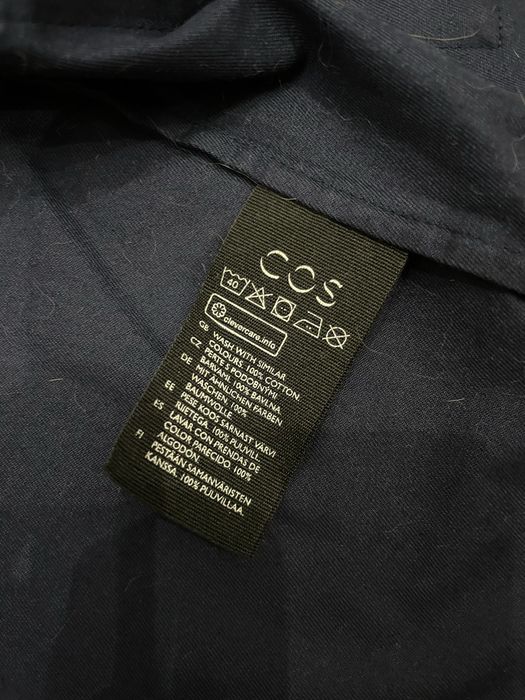 COS
40
clevercare.info
GB WASH WITH SIMILAR
COLOURS. 100% COTTON
CZ PERTE S PODOBNÝMI
BARVAMI. 100% BAVLNA
DE MIT ÄHNLICHEN FARBEN
WASCHEN. 100%
BAUMWOLLE
EE PESE KOOS SARNAST VÄRVI
RIIETEGA. 100% PUUVILL
ES LAVAR CON PRENDAS DE
COLOR PARECIDO. 100%
ALGODÓN.
FI PESTÄÄN SAMANVÄRISTEN
KANSSA. 100% PUUVILLAA.